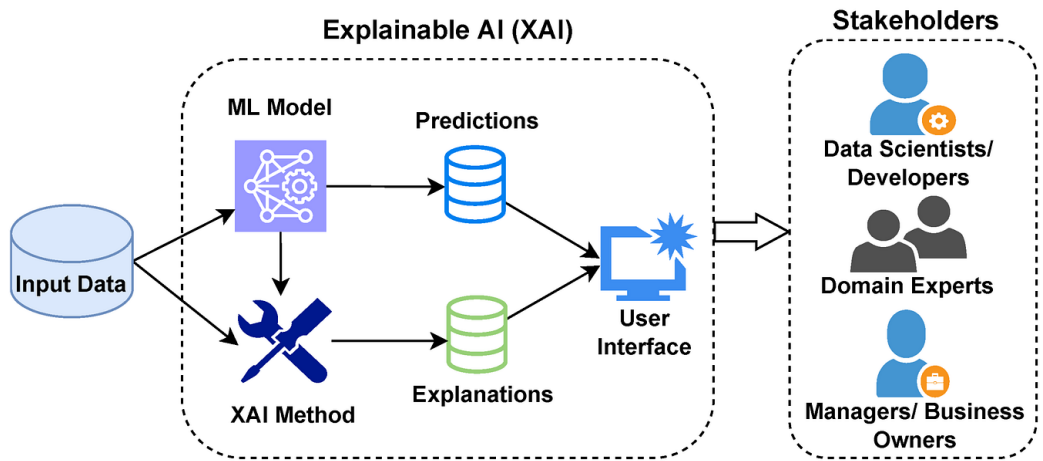 Explainable AI (XAI)
Stakeholders
ML Model
Predictions
Data Scientists/
Developers
Input Data
Domain Experts
User
Interface
XAI Method
Explanations
Managers/ Business
Owners